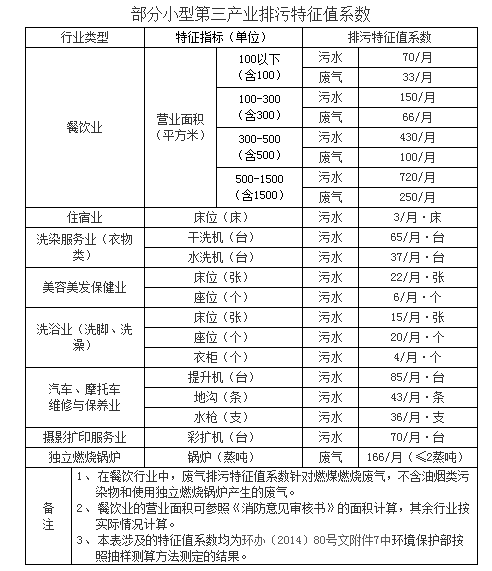 部分小型第三产业排污特征值系数
行业类型 特征指标（单位） 排污特征值系数
餐饮业 营业面积（平方米） 100以下（含100） 污水 70/月
废气 33/月
100-300（含300） 污水 150/月
废气 66/月
300-500（含500） 污水 430/月
废气 100/月
500-1500（含1500） 污水 720/月
废气 250/月
住宿业 床位（床） 污水 3/月·床
洗染服务业（衣物类） 干洗机（台） 污水 65/月·台
水洗机（台） 污水 37/月·台
美容美发保健业 床位（张） 污水 22/月·张
座位（个） 污水 6/月·个
洗浴业（洗脚、洗澡） 床位（张） 污水 15/月·张
座位（个） 污水 20/月·个
衣柜（个） 污水 4/月·个
汽车、摩托车维修与保养业 提升机（台） 污水 85/月·台
地沟（条） 污水 43/月·条
水枪（支） 污水 36/月·支
摄影扩印服务业 彩扩机（台） 污水 70/月·台
独立燃烧锅炉 锅炉（蒸吨） 废气 166/月（≤2蒸吨）
备注
1、在餐饮行业中，废气排污特征值系数针对燃煤燃烧废气，不含油烟类污
染物和使用独立燃烧锅炉产生的废气。
2、餐饮业的营业面积可参照《消防意见审核书》的面积计算，其余行业按
实际情况计算。
3、本表涉及的特征值系数均为环办（2014）80号文附件7中环境保护部按
照抽样测算方法测定的结果。